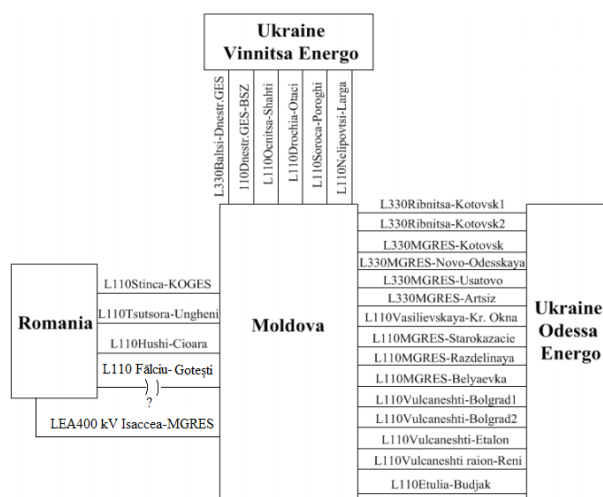 Ukraine
Vinnitsa Energo
L330Baltsi-Dnestr.GES
110Dnestr.GES-BSZ
L110Ocnitsa-Shahti
L110Drochia-Otaci
L110Soroca-Poroghi
L110Nelipovtsi-Larga
Romania
L110Stinca-KOGES
L110Tsutsora-Ungheni
L110Hushi-Cioara
L110 Fălciu- Gotești
?
LEA400 kV Isaccea-MGRES
Moldova
L330Ribnitsa-Kotovsk1
L330Ribnitsa-Kotovsk2
L330MGRES-Kotovsk
L330MGRES-Novo-Odesskaya
L330MGRES-Usatovo
L330MGRES-Artsiz
L110Vasilievskaya-Kr. Okna
L110MGRES-Starokazacie
L110MGRES-Razdelinaya
L110MGRES-Belyaevka
L110Vulcaneshti-Bolgrad1
L110Vulcaneshti-Bolgrad2
L110Vulcaneshti-Etalon
L110Vulcaneshti raion-Reni
L110Etulia-Budjak
Ukraine
Odessa
Energo